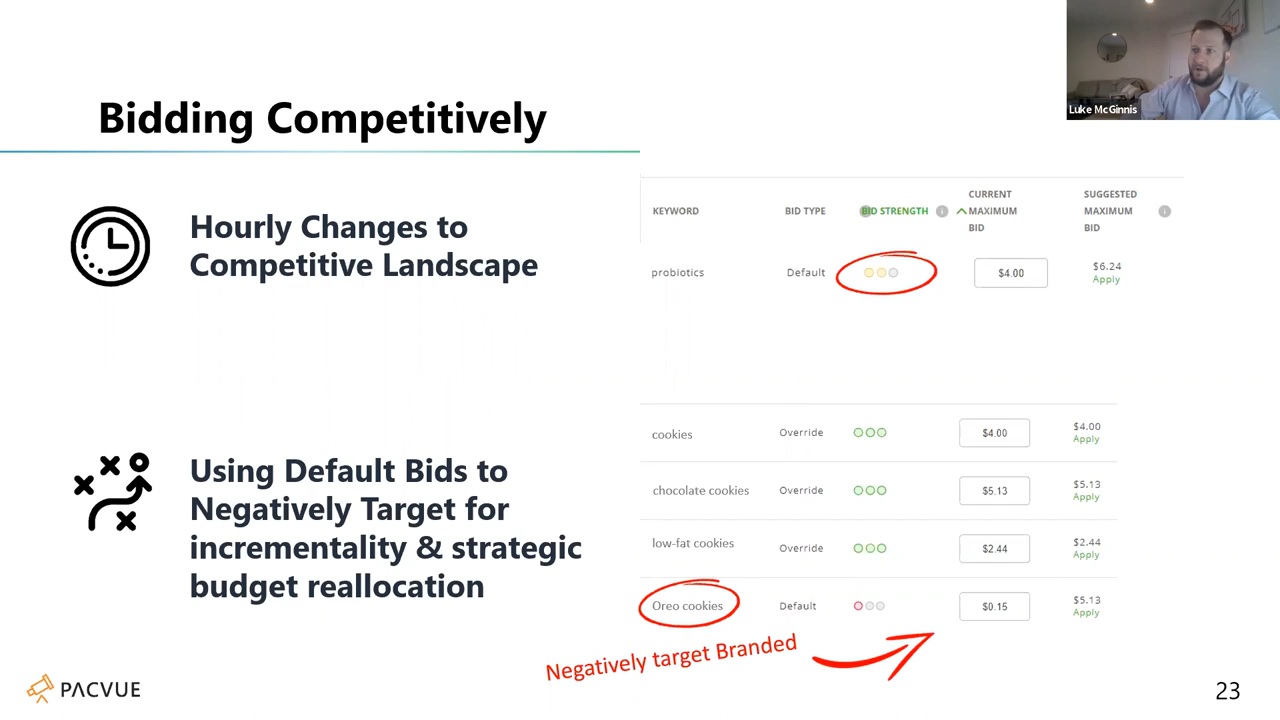 Luke McGinnis
Bidding Competitively
Hourly Changes to
Competitive Landscape
Using Default Bids to
Negatively Target for
incrementality & strategic
budget reallocation
KEYWORD BID TYPE BID STRENGTH CURRENT MAXIMUM BID SUGGESTED MAXIMUM BID
probiotics Default $4.00 $6.24
Apply
cookies Override $4.00 $4.00
Apply
chocolate cookies Override $5.13 $5.13
Apply
low-fat cookies Override $2.44 $2.44
Apply
Oreo cookies Default $0.15 $5.13
Apply
Negatively target Branded
PACVUE
23